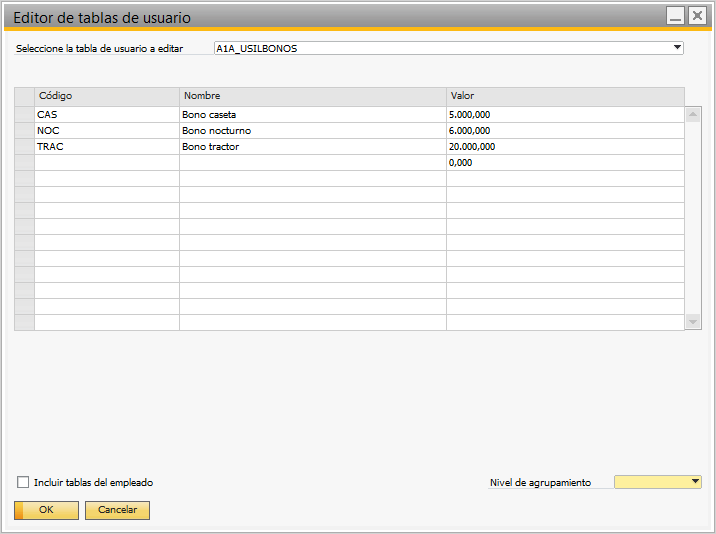 Editor de tablas de usuario
Seleccione la tabla de usuario a editar A1A_USILBONOS
Código Nombre Valor
CAS Bono caseta 5.000,000
NOC Bono nocturno 6.000,000
TRAC Bono tractor 20.000,000
0,000
Incluir tablas del empleado Nivel de agrupamiento
OK Cancelar